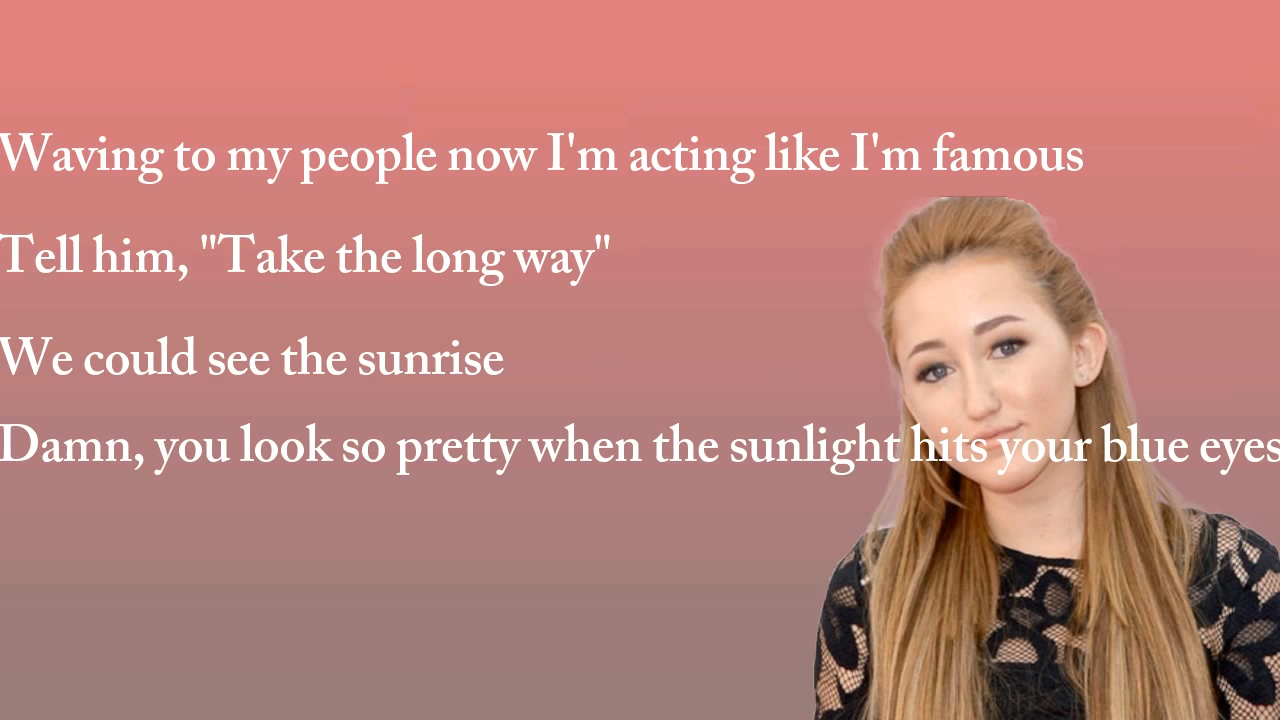 Waving to my people now I'm acting like I'm famous
Tell him, "Take the long way"
We could see the sunrise
Damn, you look so pretty when the sunlight hits your blue eyes